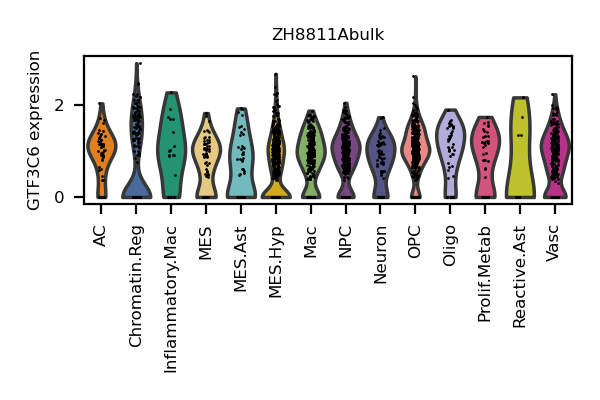 ZH8811Abulk
GTF3C6 expression
2
0
AC
Chromatin.Reg
Inflammatory.Mac
MES
MES.Ast
MES.Hyp
Mac
NPC
Neuron
OPC
Oligo
Prolif.Metab
Reactive.Ast
Vasc